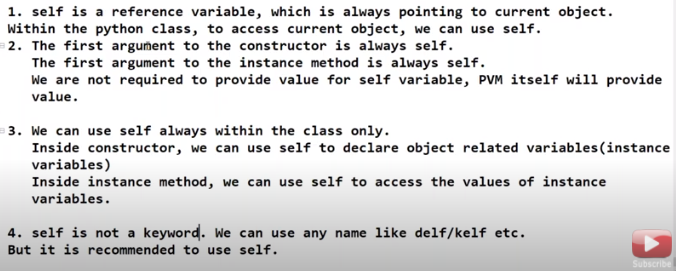 1. self is a reference variable, which is always pointing to current object.
Within the python class, to access current object, we can use self.
2. The first argument to the constructor is always self.
The first argument to the instance method is always self.
We are not required to provide value for self variable, PVM itself will provide
value.
3. We can use self always within the class only.
Inside constructor, we can use self to declare object related variables(instance
variables)
Inside instance method, we can use self to access the values of instance
variables.
4. self is not a keyword. We can use any name like delf/kelf etc.
But it is recommended to use self.
Subscribe